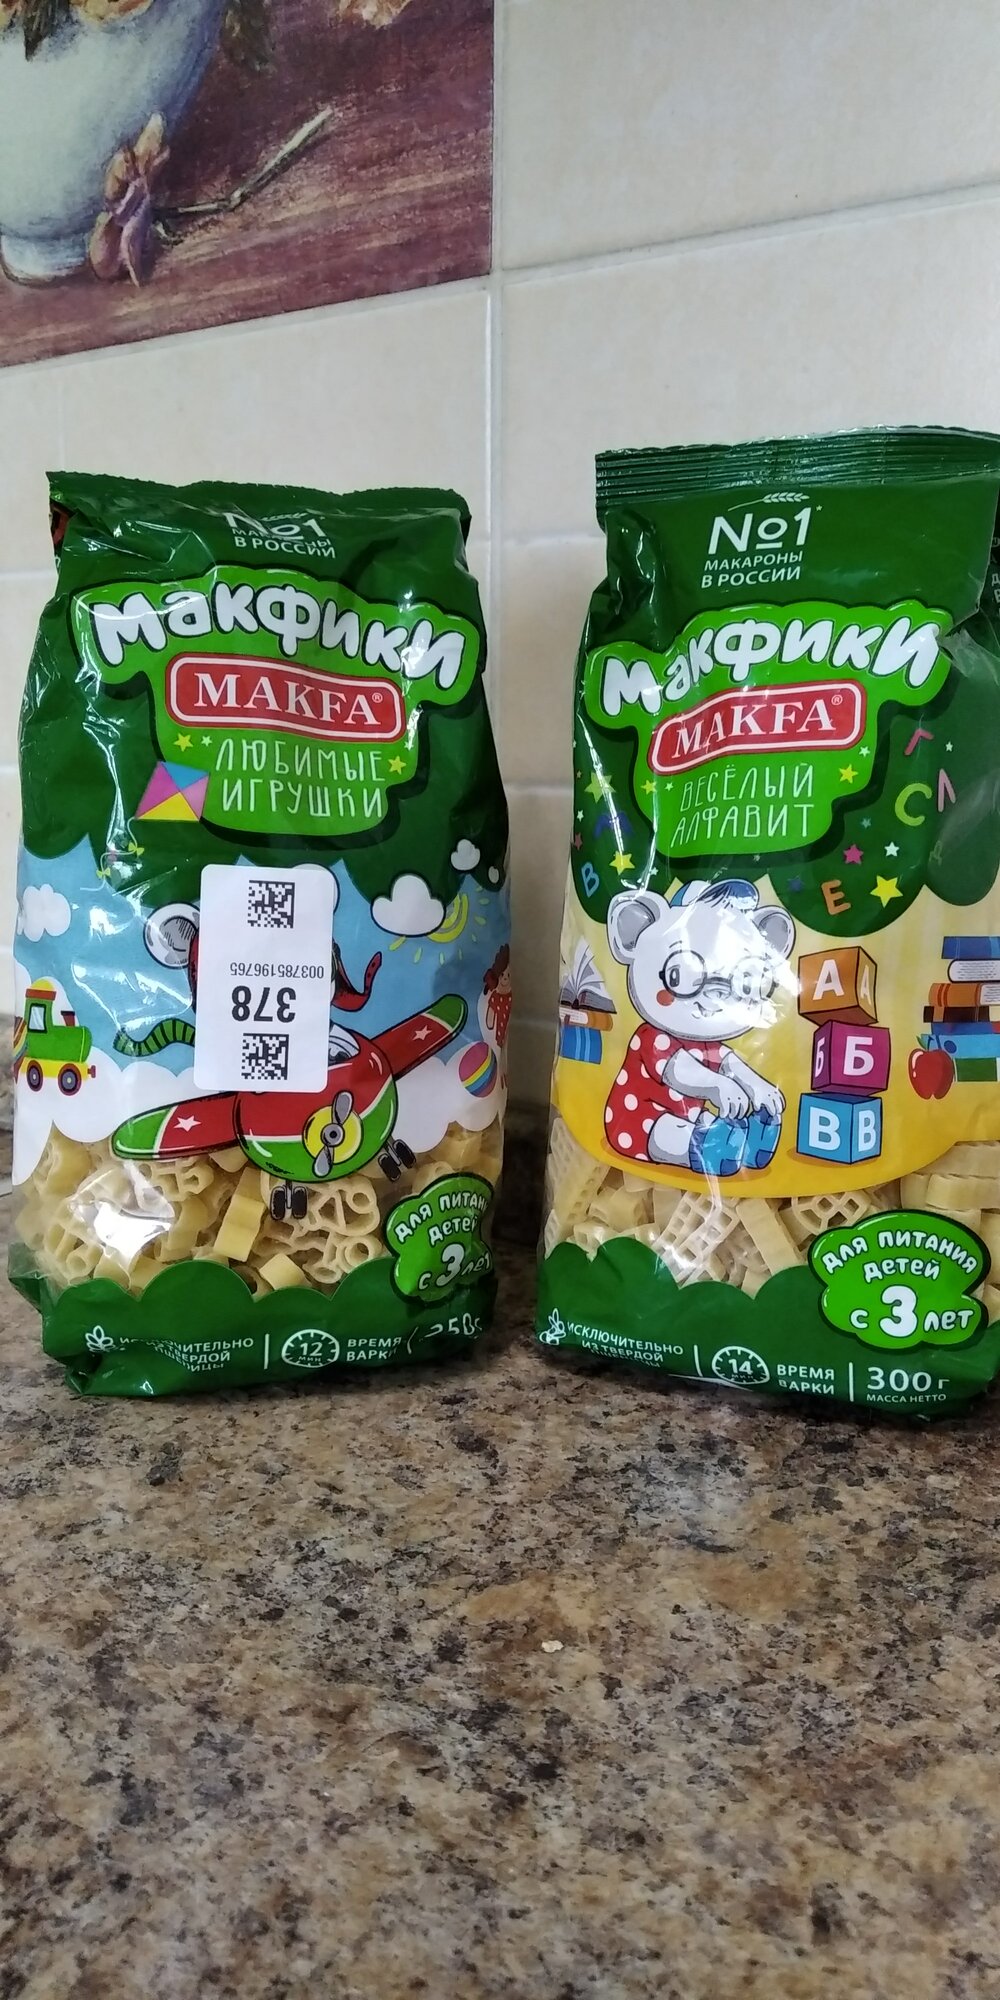 №1
МАКАРОНЫ
В РОССИИ
Макфики
MAKFA®
ЛЮБИМЫЕ
ИГРУШКИ
003785196765
378
для питания
детей
с 3 лет
ИСКЛЮЧИТЕЛЬНО
ИЗ ТВЕРДОЙ
12
МИН
ВРЕМЯ
ВАРКИ
№1*
МАКАРОНЫ
В РОССИИ
Макфики
MAKFA®
ВЕСЁЛЫЙ
АЛФАВИТ
Г
С Л
В
Е
А А
Б Б
В В
для питания
детей
с 3 лет
ИСКЛЮЧИТЕЛЬНО
ИЗ ТВЕРДОЙ
14
МИН
ВРЕМЯ
ВАРКИ
300 г
МАССА НЕТТО